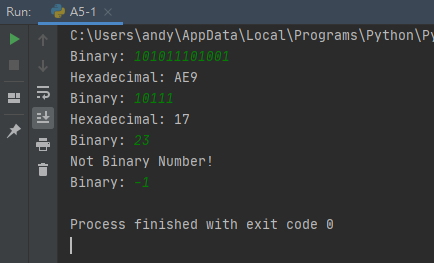 Run: A5-1
C:\Users\andy\AppData\Local\Programs\Python\Py
Binary: 101011101001
Hexadecimal: AE9
Binary: 10111
Hexadecimal: 17
Binary: 23
Not Binary Number!
Binary: -1
Process finished with exit code 0